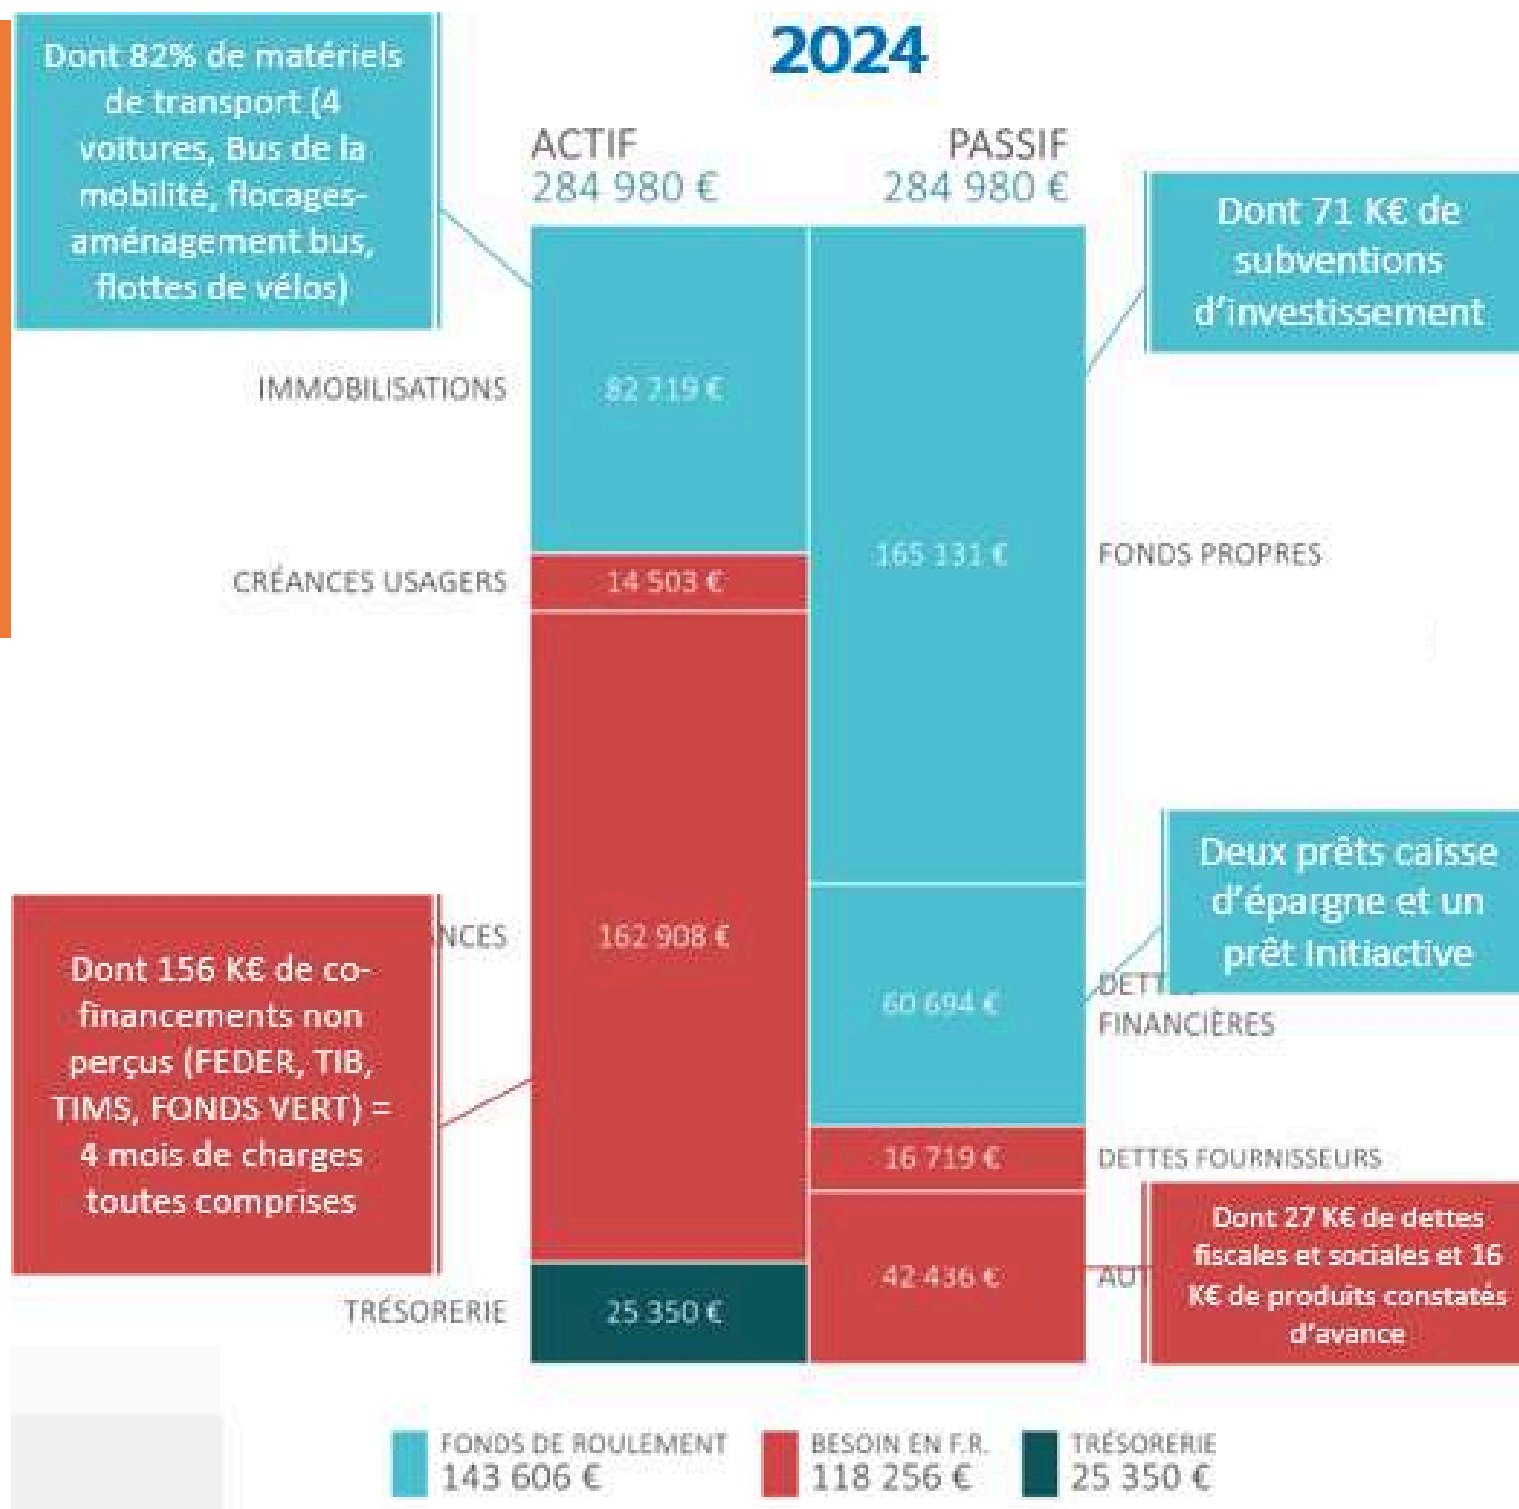 2024
Dont 82% de matériels
de transport (4
voitures, Bus de la
mobilité, flocages-
aménagement bus,
flottes de vélos)
ACTIF
284 980 €
PASSIF
284 980 €
Dont 71 K€ de
subventions
d'investissement
IMMOBILISATIONS
82 219 €
165 131 €
FONDS PROPRES
CRÉANCES USAGERS
14 503 €
NCES
162 908 €
Dont 156 K€ de co-
financements non
perçus (FEDER, TIB,
TIMS, FONDS VERT) =
4 mois de charges
toutes comprises
Deux prêts caisse
d'épargne et un
prêt Initiactive
60 694 €
DETT
FINANCIÈRES
16 719 €
DETTES FOURNISSEURS
42 436 €
AU
Dont 27 K€ de dettes
fiscales et sociales et 16
K€ de produits constatés
d'avance
TRÉSORERIE
25 350 €
FONDS DE ROULEMENT
143 606 €
BESOIN EN F.R.
118 256 €
TRÉSORERIE
25 350 €